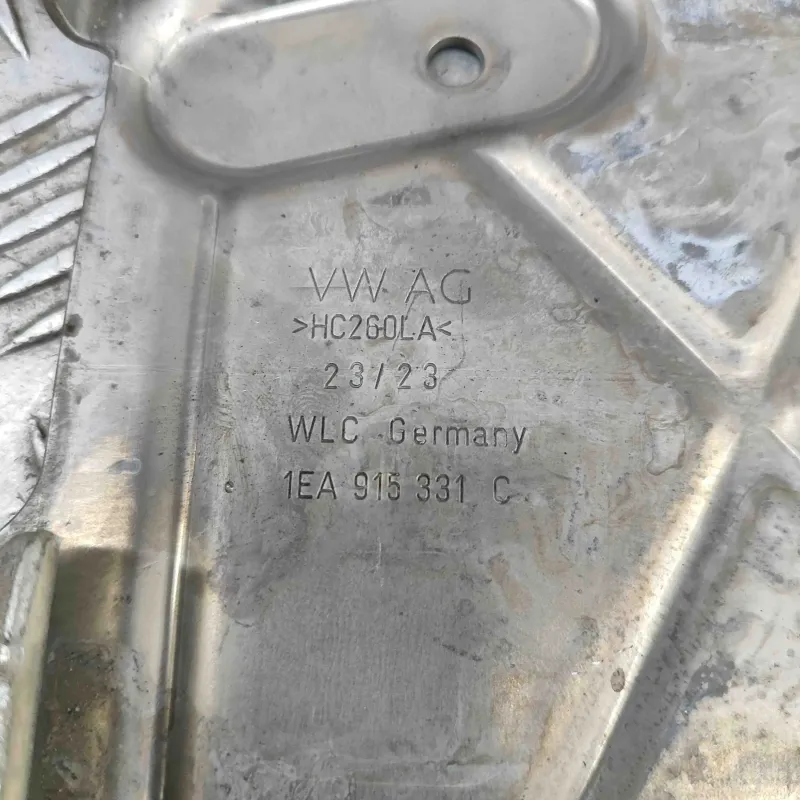 VW AG
>HC260LA<
23/23
WLC Germany
1EA 915 331 C